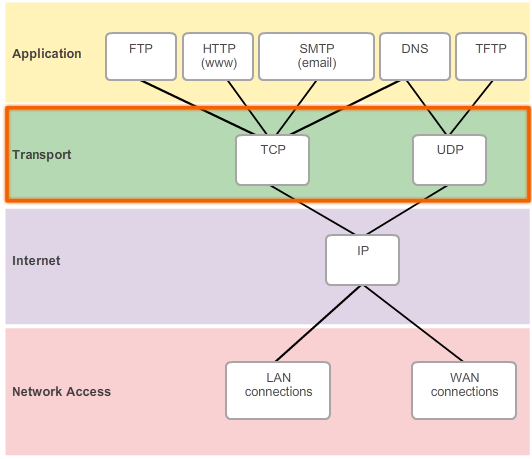 Application
FTP
HTTP
(www)
SMTP
(email)
DNS
TFTP
Transport
TCP
UDP
Internet
IP
Network Access
LAN
connections
WAN
connections